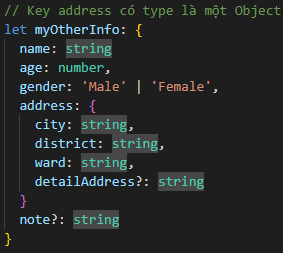 // Key address có type là một Object
let myOtherInfo: {
  name: string
  age: number,
  gender: 'Male' | 'Female',
  address: {
    city: string,
    district: string,
    ward: string,
    detailAddress?: string
  }
  note?: string
}